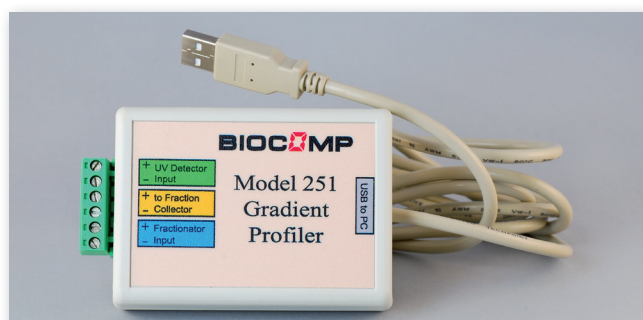 BIOCOMP
+ UV Detector
− Input
+ to Fraction
− Collector
+ Fractionator
− Input
Model 251
Gradient
Profiler
USB to PC